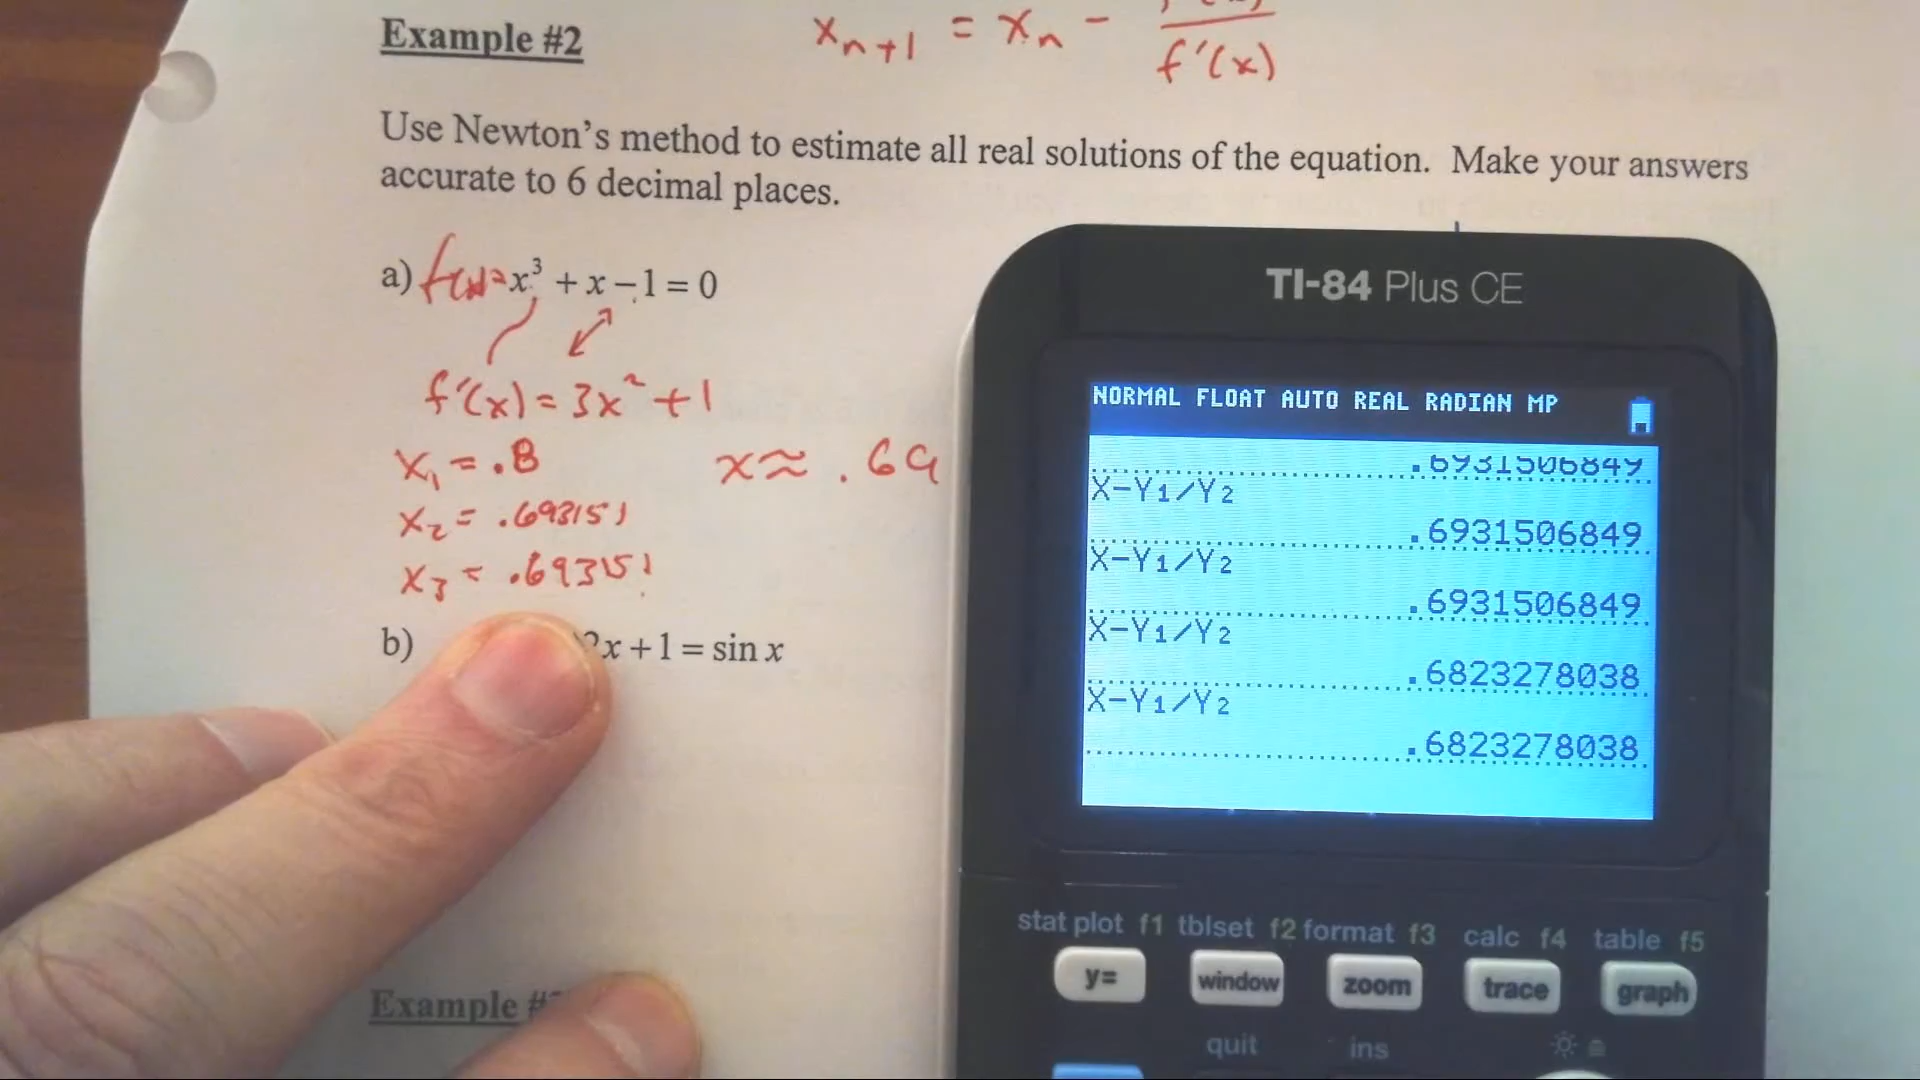 Example #2
xn+1 = xn - f'(x)
Use Newton's method to estimate all real solutions of the equation. Make your answers
accurate to 6 decimal places.
a) f(x)= x³ + x − 1 = 0
f'(x) = 3x² + 1
x₁ = .8
x₂ = .693151
x₃ = .693151
x ≈ .69
b) 2x + 1 = sin x
Example #
TI-84 Plus CE
NORMAL FLOAT AUTO REAL RADIAN MP
.6931506849
X−Y₁/Y₂
.6931506849
X−Y₁/Y₂
.6931506849
X−Y₁/Y₂
.6823278038
X−Y₁/Y₂
.6823278038
stat plot f1 tblset f2 format f3 calc f4 table f5
y= window zoom trace graph
quit ins